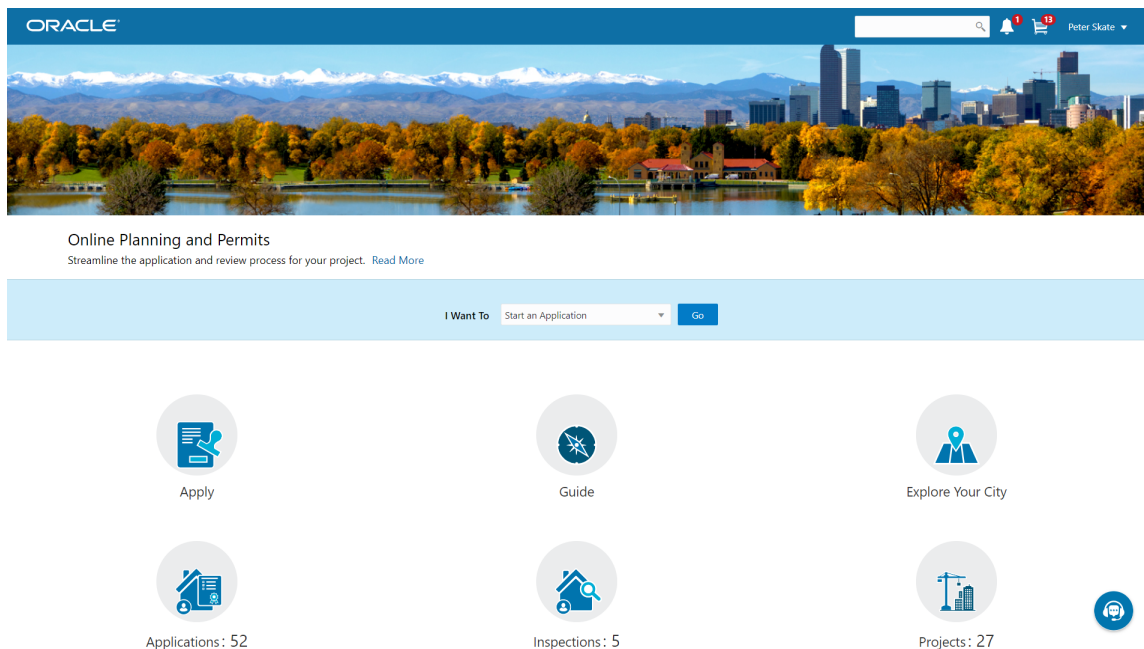 ORACLE
1
13
Peter Skate
Online Planning and Permits
Streamline the application and review process for your project. Read More
I Want To Start an Application Go
Apply
Guide
Explore Your City
Applications: 52
Inspections: 5
Projects: 27